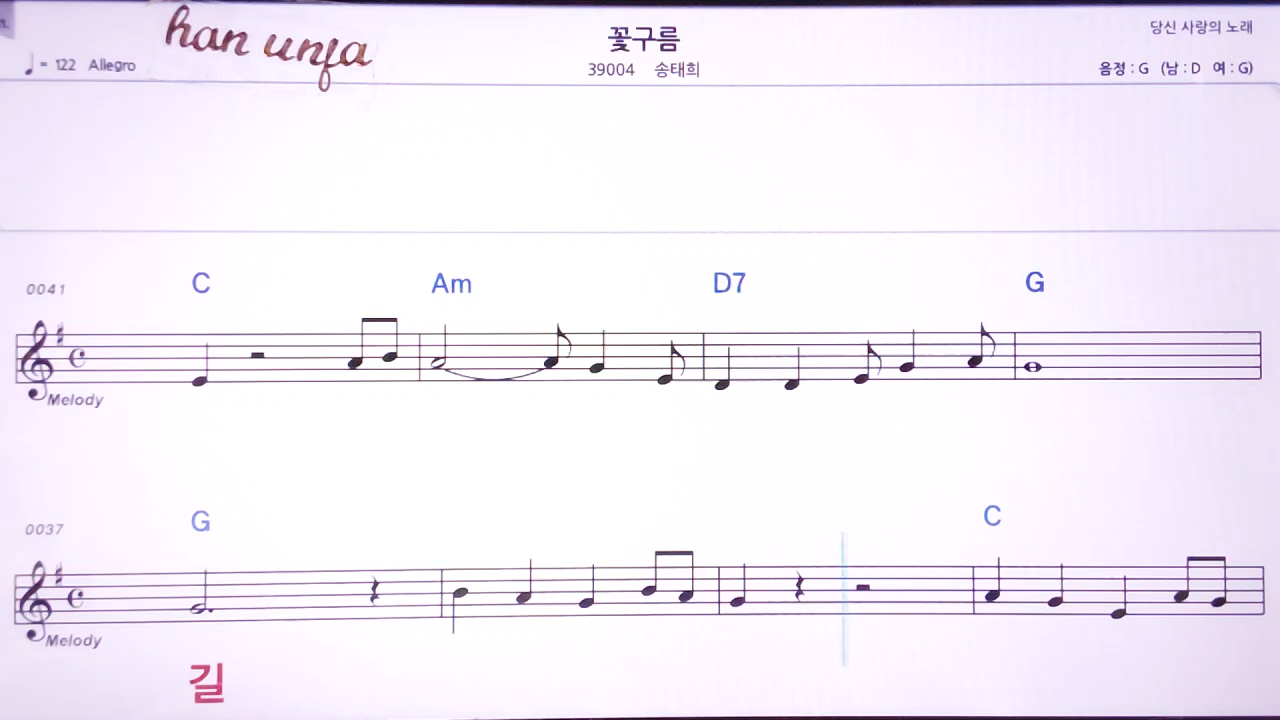 han unfa
꽃구름
당신 사랑의 노래
♩= 122 Allegro
39004 송태희
음정 : G (남 : D 여 : G)
C Am D7 G
0041
Melody
G C
0037
Melody
길